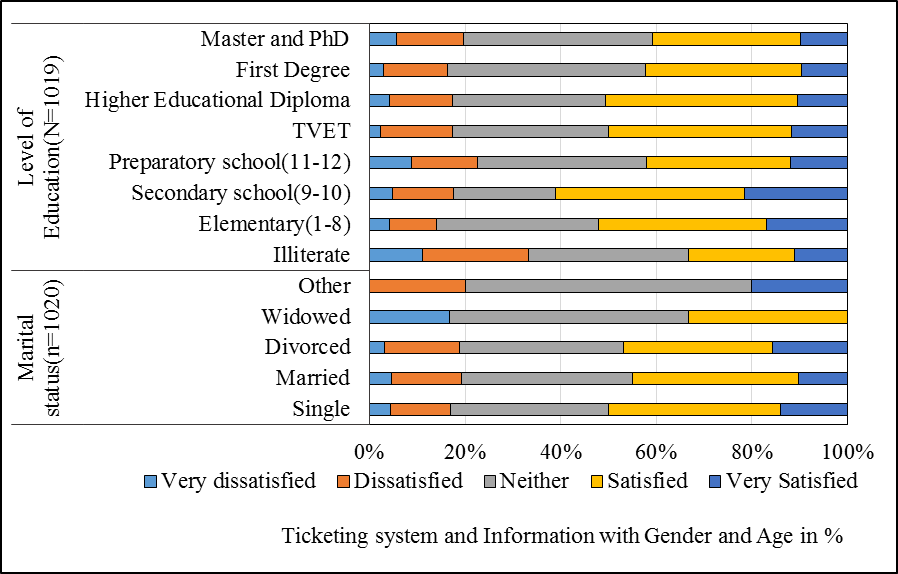 Level of
Education(N=1019)
Master and PhD
First Degree
Higher Educational Diploma
TVET
Preparatory school(11-12)
Secondary school(9-10)
Elementary(1-8)
Illiterate
Marital
status(n=1020)
Other
Widowed
Divorced
Married
Single
0% 20% 40% 60% 80% 100%
Very dissatisfied Dissatisfied Neither Satisfied Very Satisfied
Ticketing system and Information with Gender and Age in %